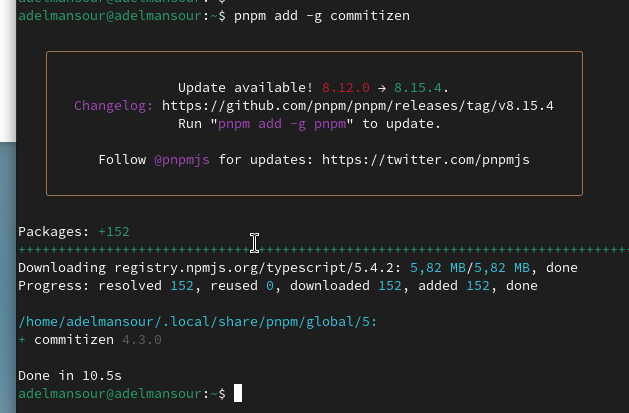 adelmansour@adelmansour:~$
adelmansour@adelmansour:~$ pnpm add -g commitizen
Update available! 8.12.0 → 8.15.4.
Changelog: https://github.com/pnpm/pnpm/releases/tag/v8.15.4
Run "pnpm add -g pnpm" to update.
Follow @pnpmjs for updates: https://twitter.com/pnpmjs
Packages: +152
++++++++++++++++++++++++++++++++++++++++++++++++++++++++++++++++++++++++++++
Downloading registry.npmjs.org/typescript/5.4.2: 5,82 MB/5,82 MB, done
Progress: resolved 152, reused 0, downloaded 152, added 152, done
/home/adelmansour/.local/share/pnpm/global/5:
+ commitizen 4.3.0
Done in 10.5s
adelmansour@adelmansour:~$